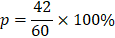 p = 42/60 × 100%